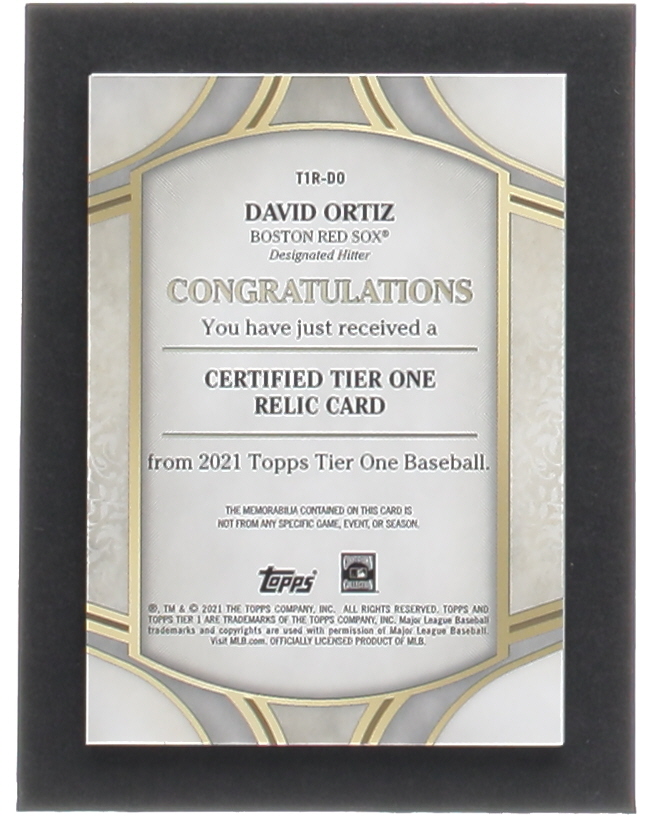 T1R-DO
DAVID ORTIZ
BOSTON RED SOX®
Designated Hitter
CONGRATULATIONS
You have just received a
CERTIFIED TIER ONE
RELIC CARD
from 2021 Topps Tier One Baseball.
THE MEMORABILIA CONTAINED ON THIS CARD IS
NOT FROM ANY SPECIFIC GAME, EVENT, OR SEASON.
Topps
®, TM & © 2021 THE TOPPS COMPANY, INC. ALL RIGHTS RESERVED. TOPPS AND
TOPPS TIER 1 ARE TRADEMARKS OF THE TOPPS COMPANY, INC. Major League Baseball
trademarks and copyrights are used with permission of Major League Baseball.
Visit MLB.com. OFFICIALLY LICENSED PRODUCT OF MLB.